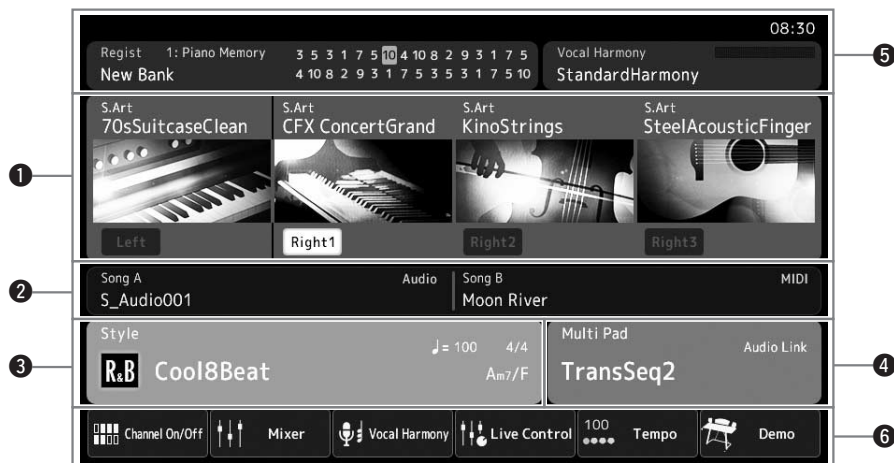 08:30
Regist 1: Piano Memory 3 5 3 1 7 5 10 4 10 8 2 9 3 1 7 5
New Bank 4 10 8 2 9 3 1 7 5 3 5 3 1 7 5 10
Vocal Harmony
StandardHarmony
5
S.Art S.Art S.Art S.Art
70sSuitcaseClean CFX ConcertGrand KinoStrings SteelAcousticFinger
1
Left Right1 Right2 Right3
2
Song A Audio
S_Audio001
Song B MIDI
Moon River
3
Style
♩= 100 4/4
R&B Cool8Beat
Am7/F
Multi Pad
Audio Link
TransSeq2
4
Channel On/Off Mixer Vocal Harmony Live Control 100 Tempo Demo
6